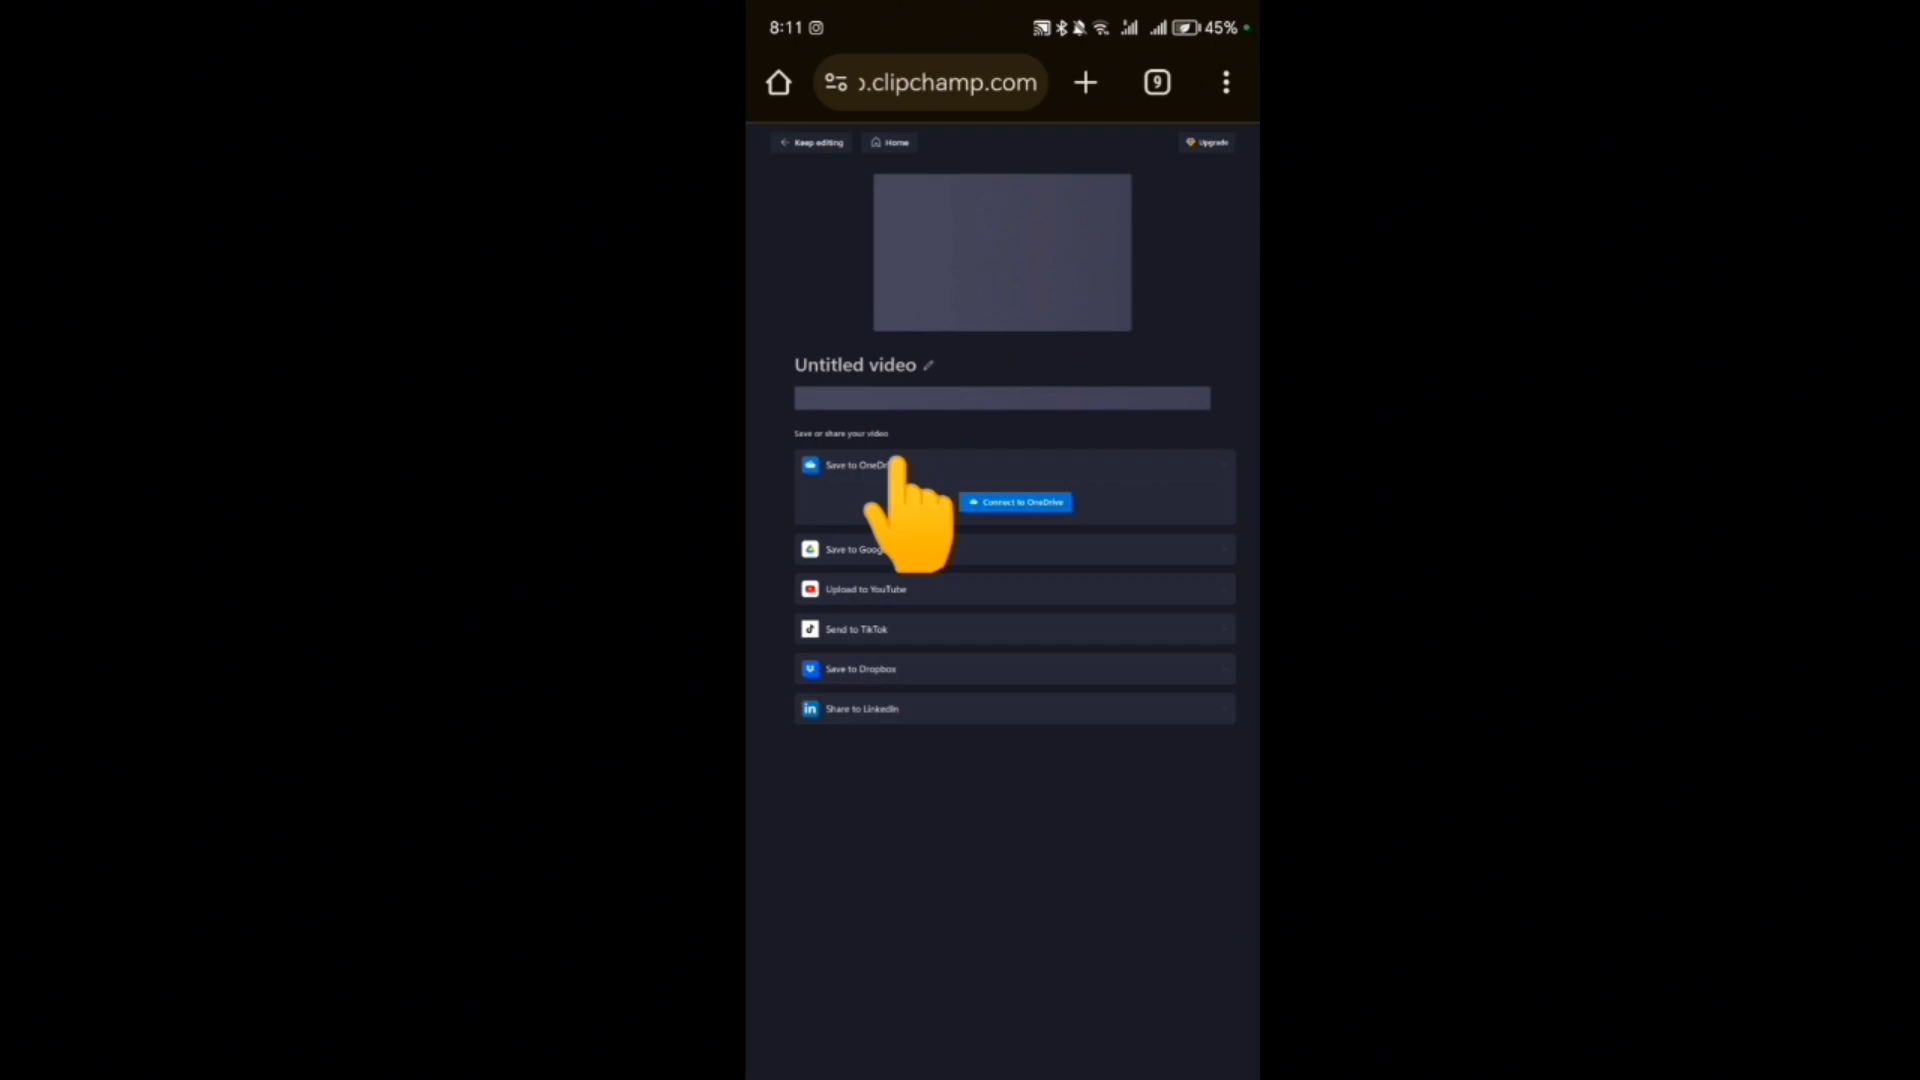 8:11 45%
.clipchamp.com 9
Keep editing Home Upgrade
Untitled video
Save or share your video
Save to OneDr
Connect to OneDrive
Save to Goog
Upload to YouTube
Send to TikTok
Save to Dropbox
in Share to LinkedIn